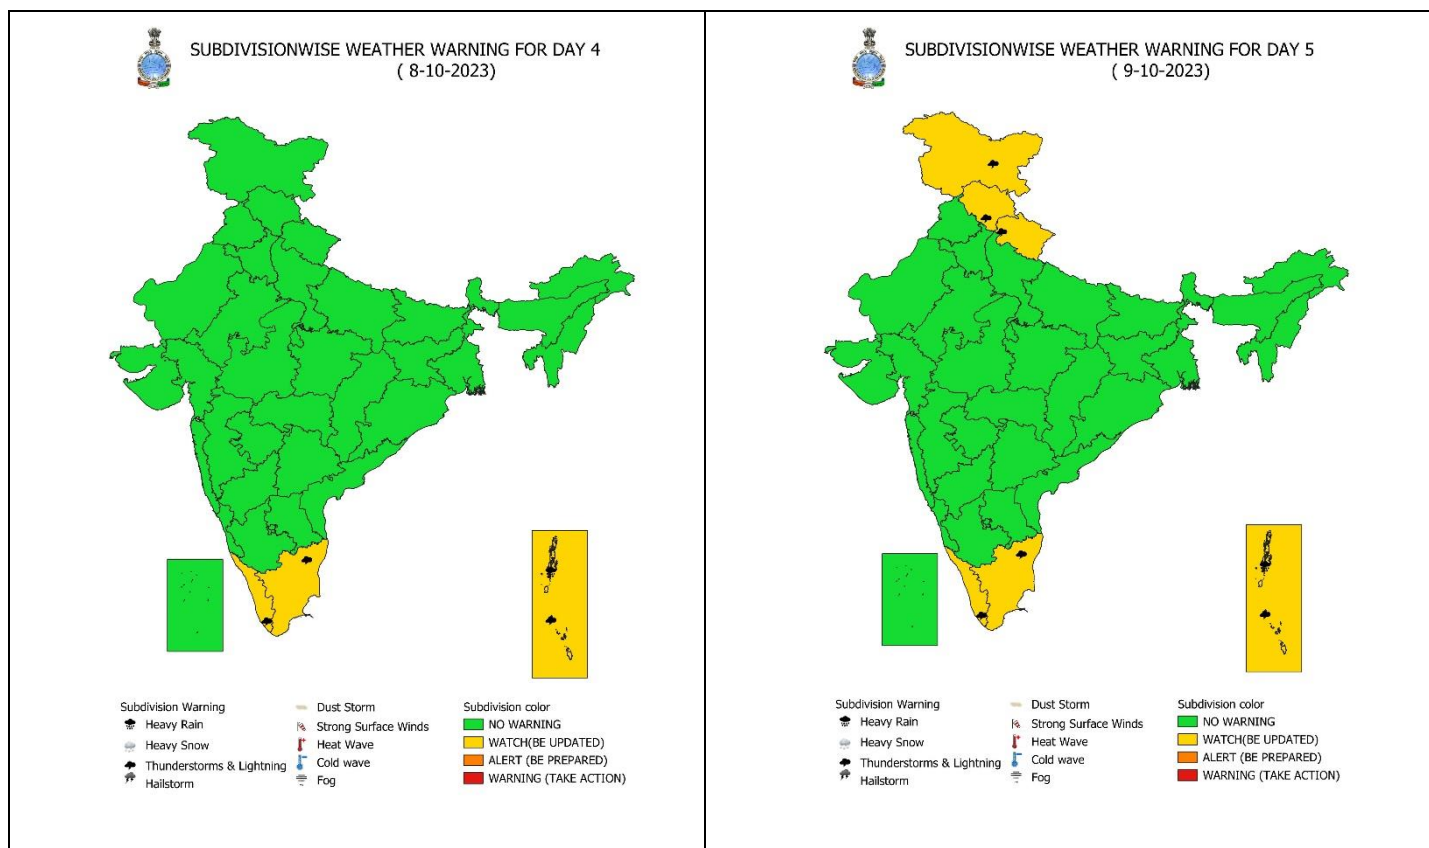 SUBDIVISIONWISE WEATHER WARNING FOR DAY 4
( 8-10-2023)
Subdivision Warning
Heavy Rain
Heavy Snow
Thunderstorms & Lightning
Hailstorm
Dust Storm
Strong Surface Winds
Heat Wave
Cold wave
Fog
Subdivision color
NO WARNING
WATCH(BE UPDATED)
ALERT (BE PREPARED)
WARNING (TAKE ACTION)
SUBDIVISIONWISE WEATHER WARNING FOR DAY 5
( 9-10-2023)
Subdivision Warning
Heavy Rain
Heavy Snow
Thunderstorms & Lightning
Hailstorm
Dust Storm
Strong Surface Winds
Heat Wave
Cold wave
Fog
Subdivision color
NO WARNING
WATCH(BE UPDATED)
ALERT (BE PREPARED)
WARNING (TAKE ACTION)